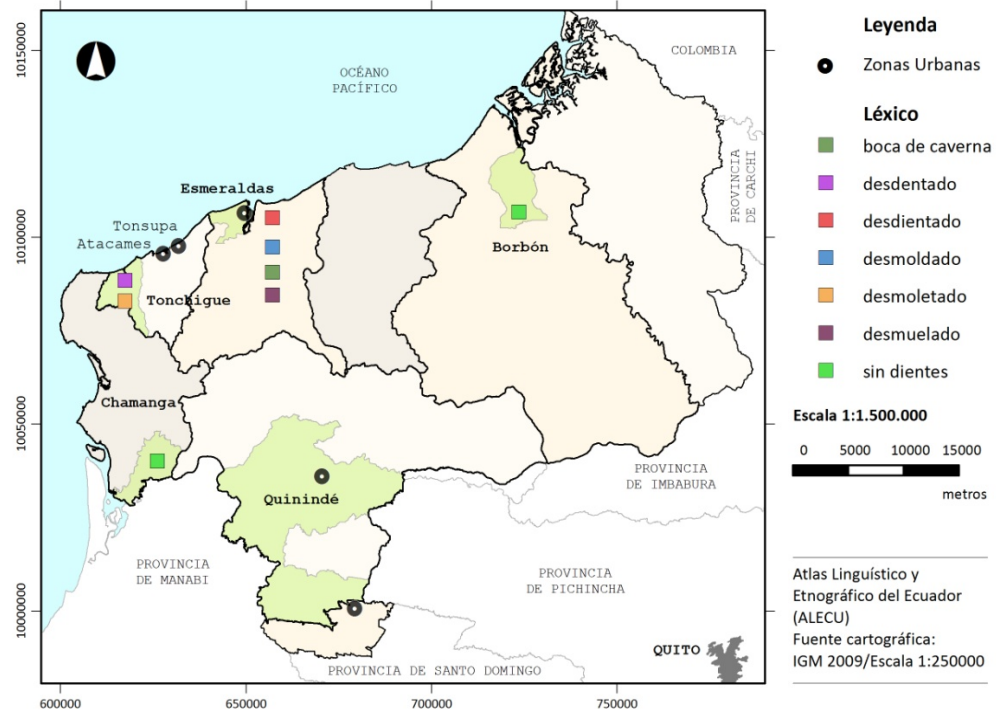 10150000
10100000
10050000
10000000
600000
650000
700000
750000
OCÉANO
PACÍFICO
COLOMBIA
PROVINCIA
DE CARCHI
Esmeraldas
Tonsupa
Atacames
Tonchigue
Borbón
Chamanga
Quinindé
PROVINCIA
DE IMBABURA
PROVINCIA
DE MANABI
PROVINCIA
DE PICHINCHA
QUITO
PROVINCIA DE SANTO DOMINGO
Leyenda
Zonas Urbanas
Léxico
boca de caverna
desdentado
desdientado
desmoldado
desmoletado
desmuelado
sin dientes
Escala 1:1.500.000
0 5000 10000 15000
metros
Atlas Linguístico y
Etnográfico del Ecuador
(ALECU)
Fuente cartográfica:
IGM 2009/Escala 1:250000